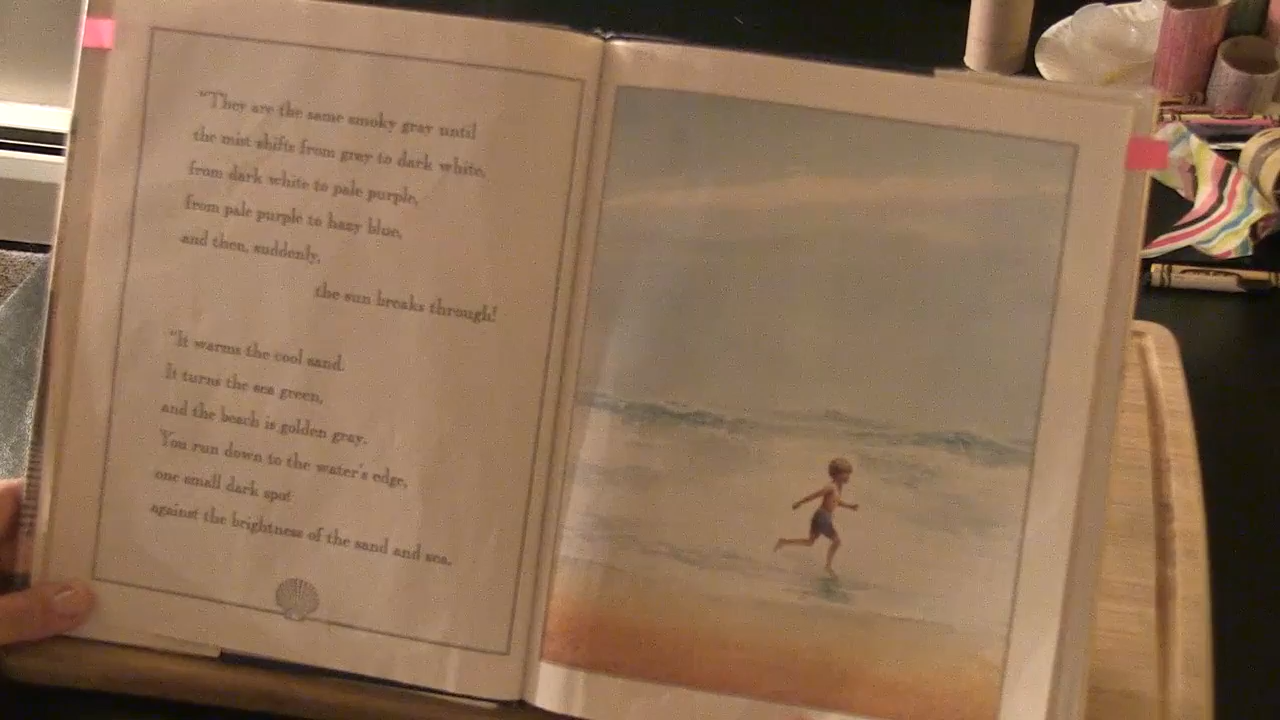 “They are the same smoky gray until
the mist shifts from gray to dark white,
from dark white to pale purple,
from pale purple to hazy blue,
and then, suddenly,
the sun breaks through!
“It warms the cool sand.
It turns the sea green,
and the beach is golden gray.
You run down to the water’s edge,
one small dark spot
against the brightness of the sand and sea.